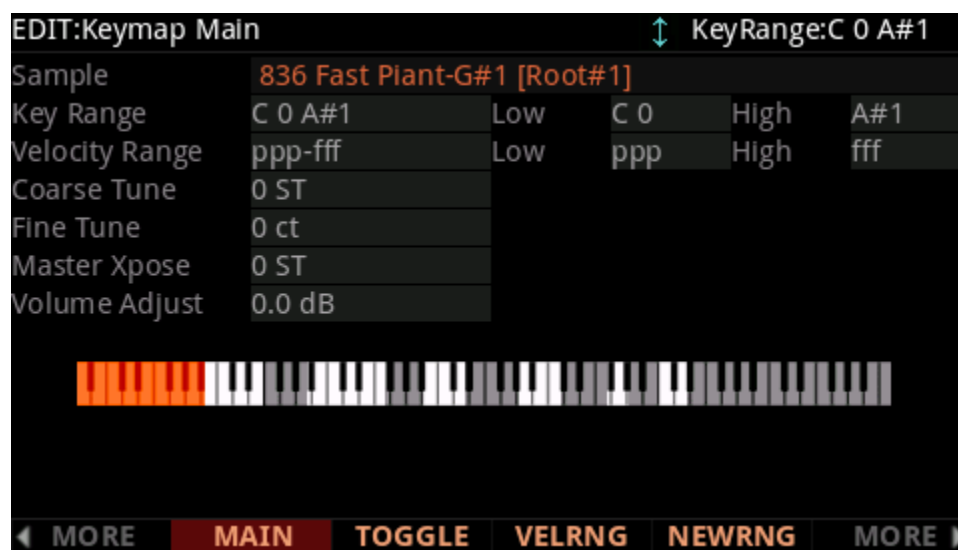 EDIT:Keymap Main ↕ KeyRange:C 0 A#1
Sample 836 Fast Piant-G#1 [Root#1]
Key Range C 0 A#1 Low C 0 High A#1
Velocity Range ppp-fff Low ppp High fff
Coarse Tune 0 ST
Fine Tune 0 ct
Master Xpose 0 ST
Volume Adjust 0.0 dB
MORE MAIN TOGGLE VELRNG NEWRNG MORE